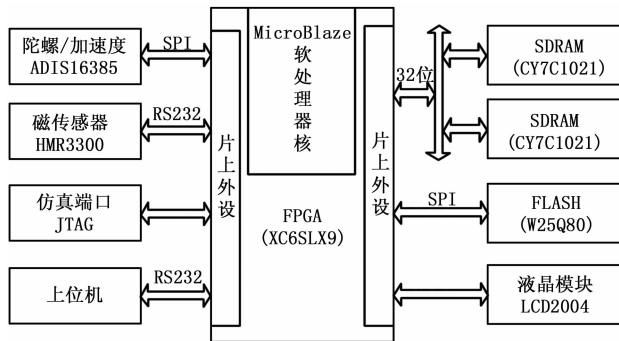 陀螺/加速度
ADIS16385
SPI
磁传感器
HMR3300
RS232
仿真端口
JTAG
上位机
RS232
片上外设
MicroBlaze
软处理器核
FPGA
(XC6SLX9)
片上外设
32位
SDRAM
(CY7C1021)
SDRAM
(CY7C1021)
SPI
FLASH
(W25Q80)
液晶模块
LCD2004